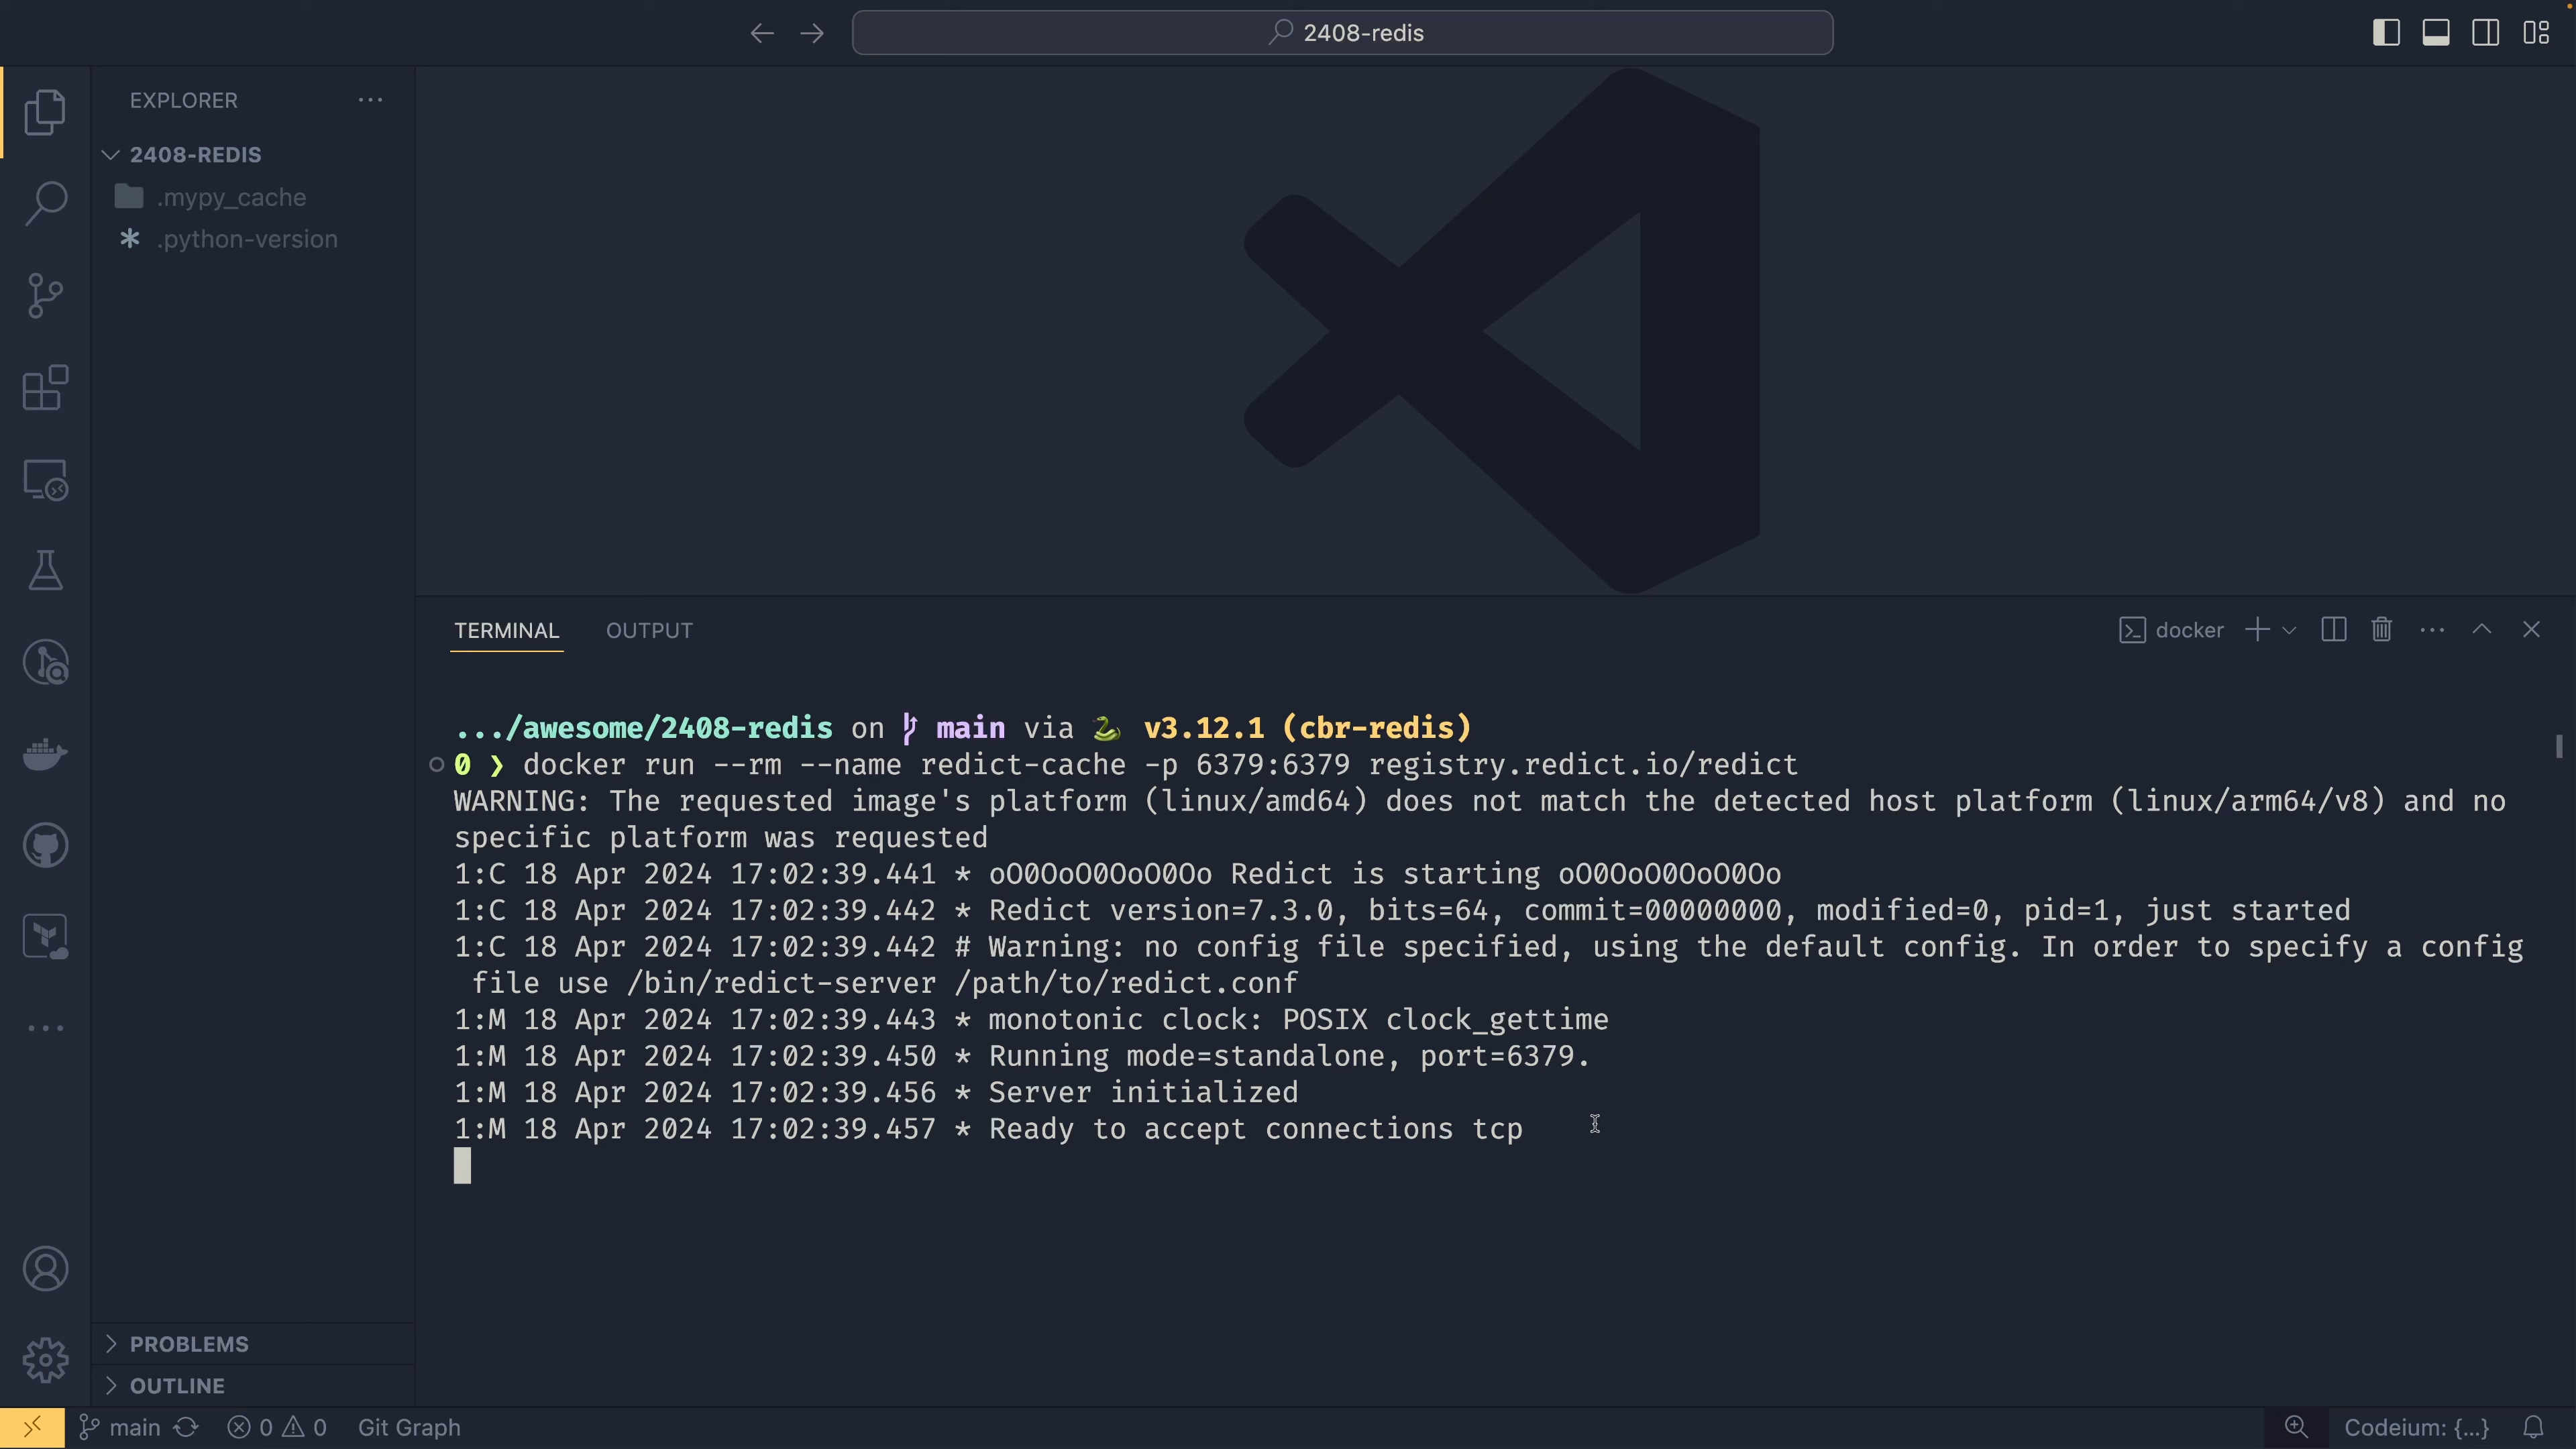 2408-redis
EXPLORER
2408-REDIS
.mypy_cache
.python-version
TERMINAL
OUTPUT
docker
.../awesome/2408-redis on main via 🐍 v3.12.1 (cbr-redis)
0 ❯ docker run --rm --name redict-cache -p 6379:6379 registry.redict.io/redict
WARNING: The requested image's platform (linux/amd64) does not match the detected host platform (linux/arm64/v8) and no
specific platform was requested
1:C 18 Apr 2024 17:02:39.441 * oO0OoO0OoO0Oo Redict is starting oO0OoO0OoO0Oo
1:C 18 Apr 2024 17:02:39.442 * Redict version=7.3.0, bits=64, commit=00000000, modified=0, pid=1, just started
1:C 18 Apr 2024 17:02:39.442 # Warning: no config file specified, using the default config. In order to specify a config
file use /bin/redict-server /path/to/redict.conf
1:M 18 Apr 2024 17:02:39.443 * monotonic clock: POSIX clock_gettime
1:M 18 Apr 2024 17:02:39.450 * Running mode=standalone, port=6379.
1:M 18 Apr 2024 17:02:39.456 * Server initialized
1:M 18 Apr 2024 17:02:39.457 * Ready to accept connections tcp
PROBLEMS
OUTLINE
main
0
0
Git Graph
Codeium: {...}